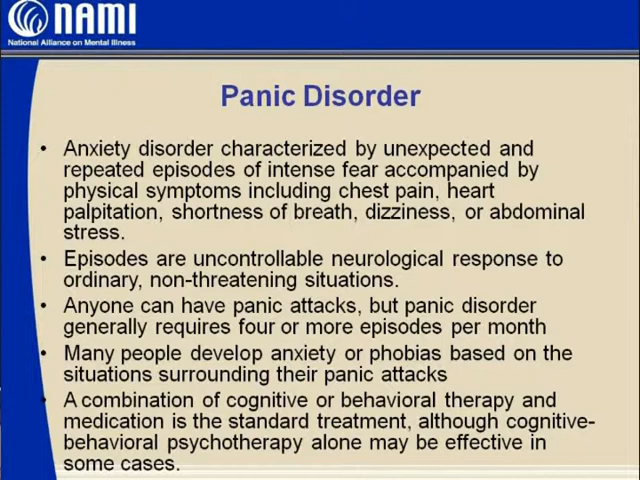 NAMI
National Alliance on Mental Illness
Panic Disorder
• Anxiety disorder characterized by unexpected and
repeated episodes of intense fear accompanied by
physical symptoms including chest pain, heart
palpitation, shortness of breath, dizziness, or abdominal
stress.
• Episodes are uncontrollable neurological response to
ordinary, non-threatening situations.
• Anyone can have panic attacks, but panic disorder
generally requires four or more episodes per month
• Many people develop anxiety or phobias based on the
situations surrounding their panic attacks
• A combination of cognitive or behavioral therapy and
medication is the standard treatment, although cognitive-
behavioral psychotherapy alone may be effective in
some cases.